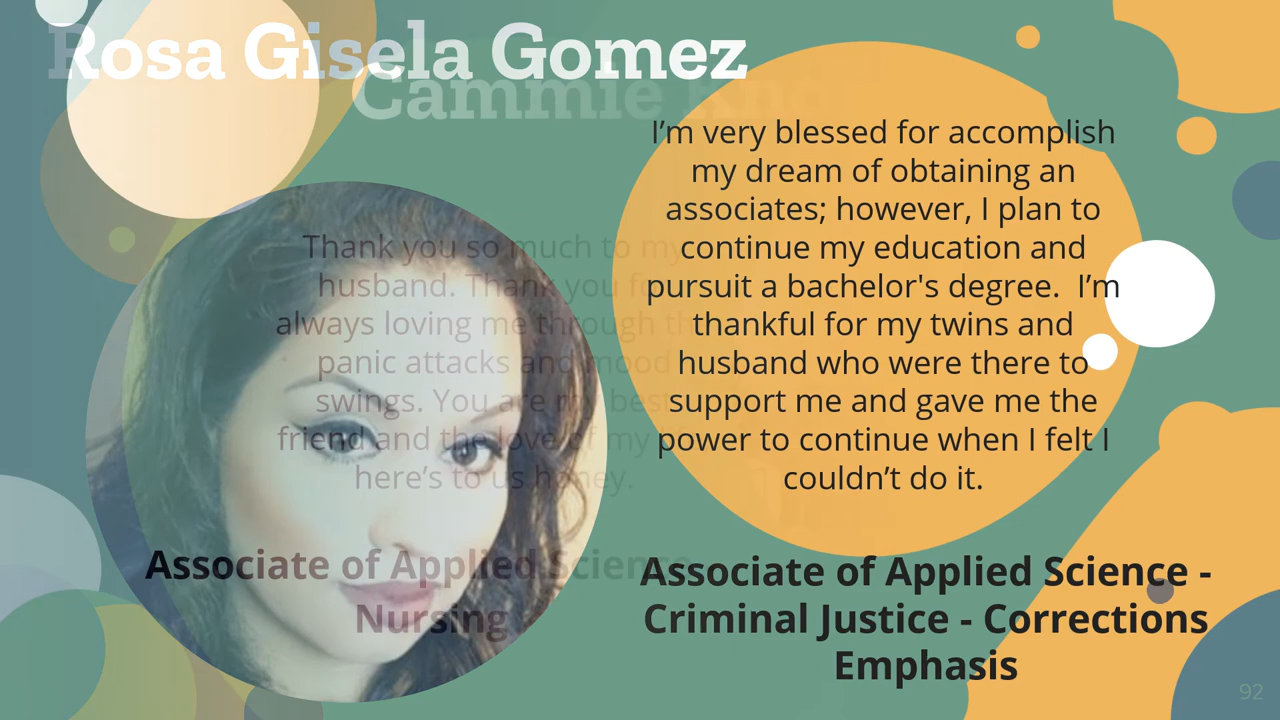 Rosa Gisela Gomez
Cammie
I’m very blessed for accomplish
my dream of obtaining an
associates; however, I plan to
continue my education and
pursuit a bachelor's degree.  I’m
thankful for my twins and
husband who were there to
support me and gave me the
power to continue when I felt I
couldn’t do it.
Associate of Applied Science -
Criminal Justice - Corrections
Emphasis
Thank you so much to my
husband. Thank you for
always loving me through the
panic attacks and mood
swings. You are my best
friend and the love of my
here’s to us honey.
Associate of Applied Science
Nursing
92